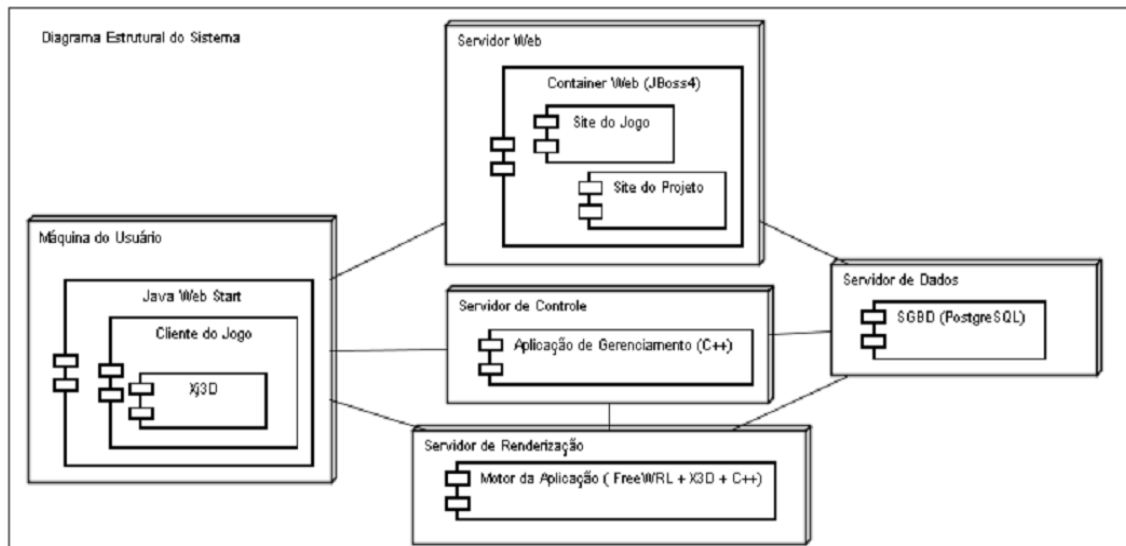 Diagrama Estrutural do Sistema
Servidor Web
Container Web (JBoss4)
Site do Jogo
Site do Projeto
Máquina do Usuário
Java Web Start
Cliente do Jogo
Xj3D
Servidor de Controle
Aplicação de Gerenciamento (C++)
Servidor de Dados
SGBD (PostgreSQL)
Servidor de Renderização
Motor da Aplicação ( FreeWRL + X3D + C++)